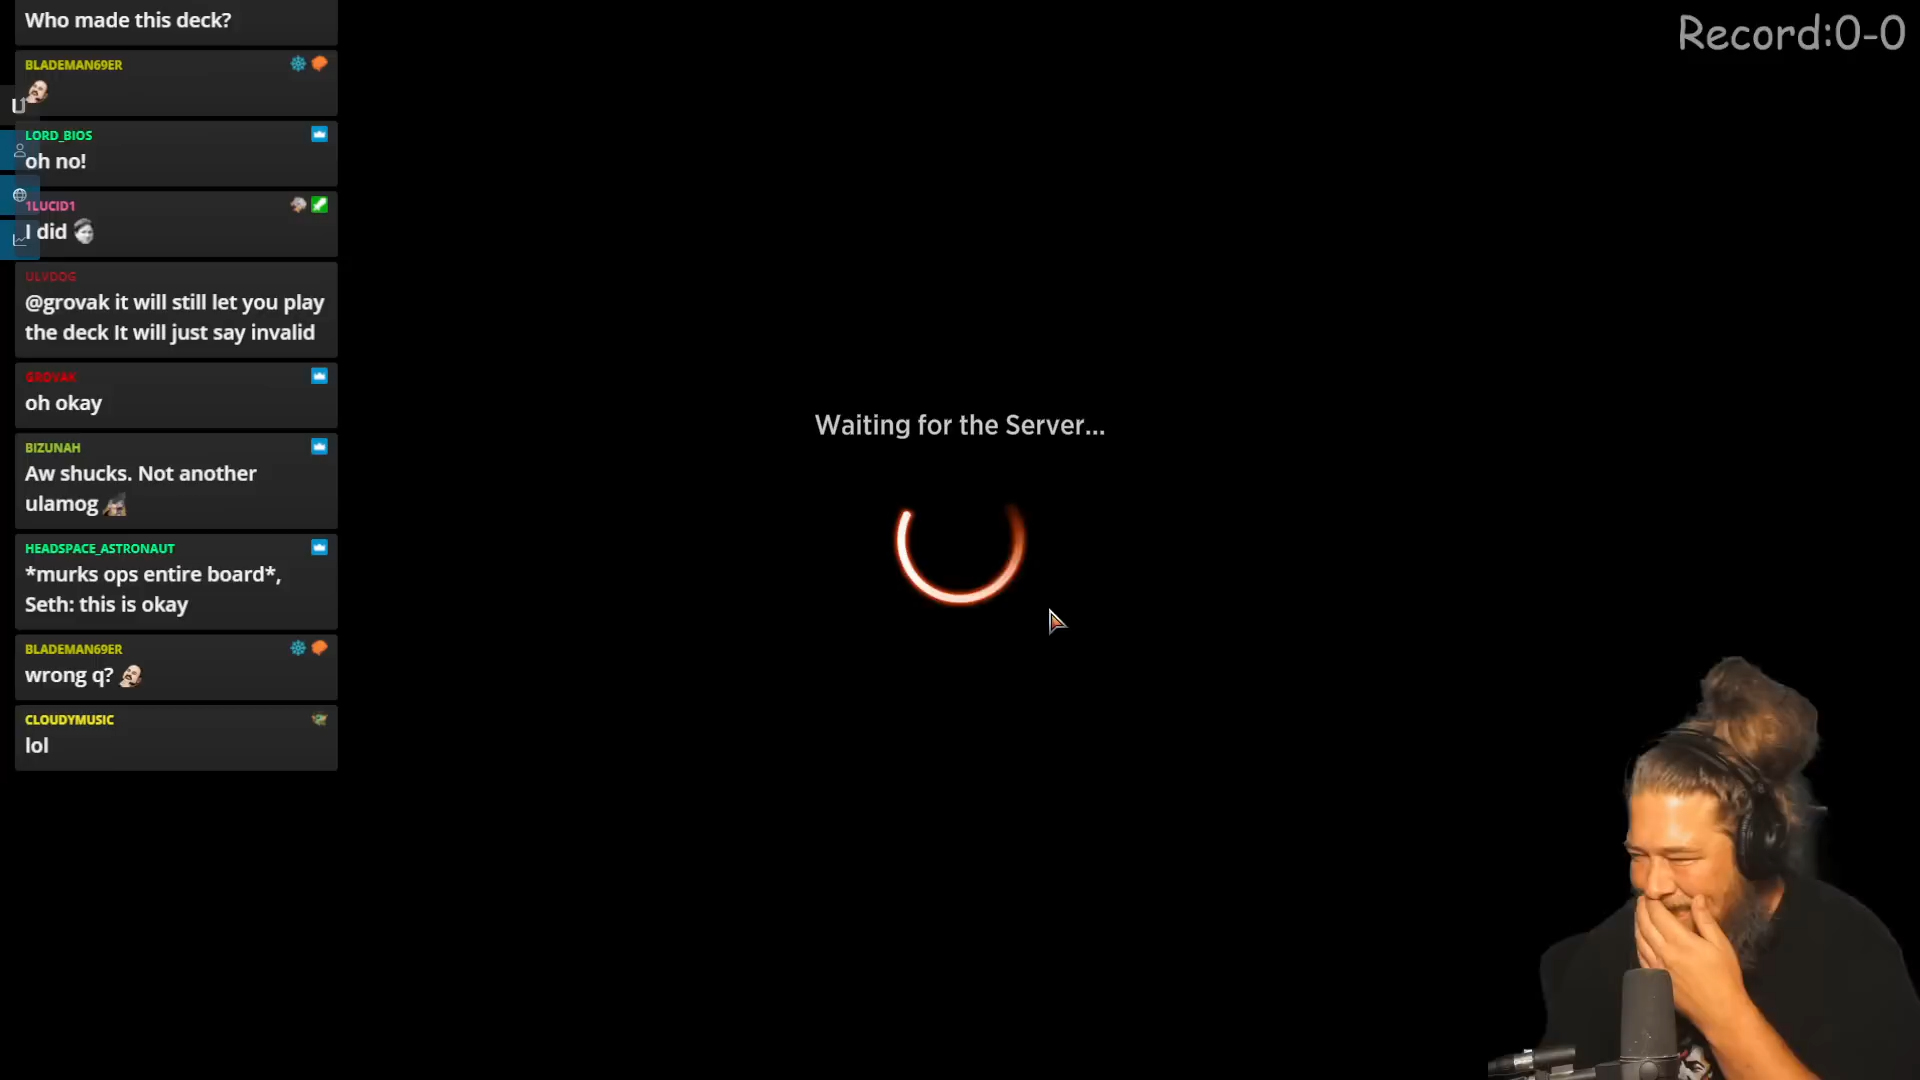 Who made this deck?
BLADEMAN69ER
LORD_BIOS
oh no!
1LUCID1
I did
ULVDOG
@grovak it will still let you play
the deck It will just say invalid
GROVAK
oh okay
BIZUNAH
Aw shucks. Not another
ulamog
HEADSPACE_ASTRONAUT
*murks ops entire board*,
Seth: this is okay
BLADEMAN69ER
wrong q?
CLOUDYMUSIC
lol
Waiting for the Server...
Record:0-0